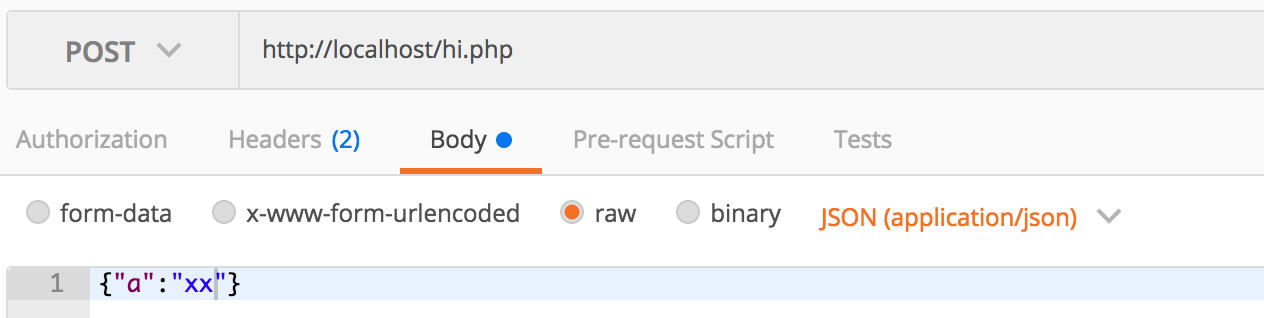 POST http://localhost/hi.php
Authorization Headers (2) Body Pre-request Script Tests
form-data x-www-form-urlencoded raw binary JSON (application/json)
1 {"a":"xx"}